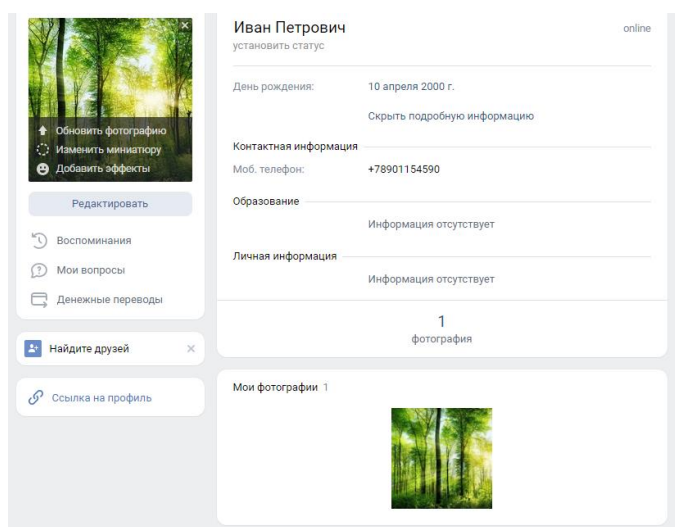 Обновить фотографию
Изменить миниатюру
Добавить эффекты
Редактировать
Воспоминания
Мои вопросы
Денежные переводы
Найдите друзей
Ссылка на профиль
Иван Петрович
online
установить статус
День рождения: 10 апреля 2000 г.
Скрыть подробную информацию
Контактная информация
Моб. телефон: +78901154590
Образование
Информация отсутствует
Личная информация
Информация отсутствует
1
фотография
Мои фотографии 1